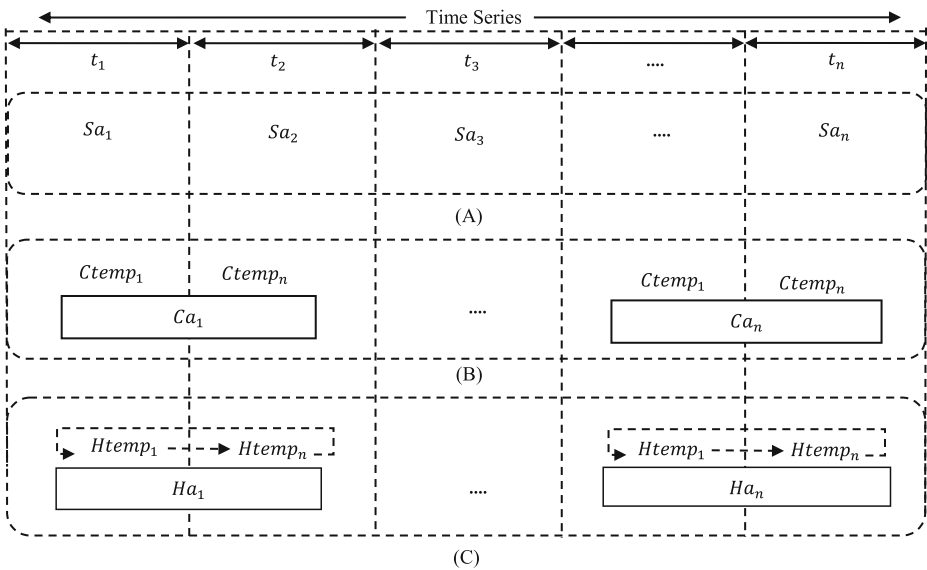 Time Series
t₁ t₂ t₃ .... tₙ
Sa₁ Sa₂ Sa₃ .... Saₙ
(A)
Ctemp₁ Ctempₙ Ctemp₁ Ctempₙ
Ca₁ .... Caₙ
(B)
Htemp₁ Htempₙ Htemp₁ Htempₙ
Ha₁ .... Haₙ
(C)